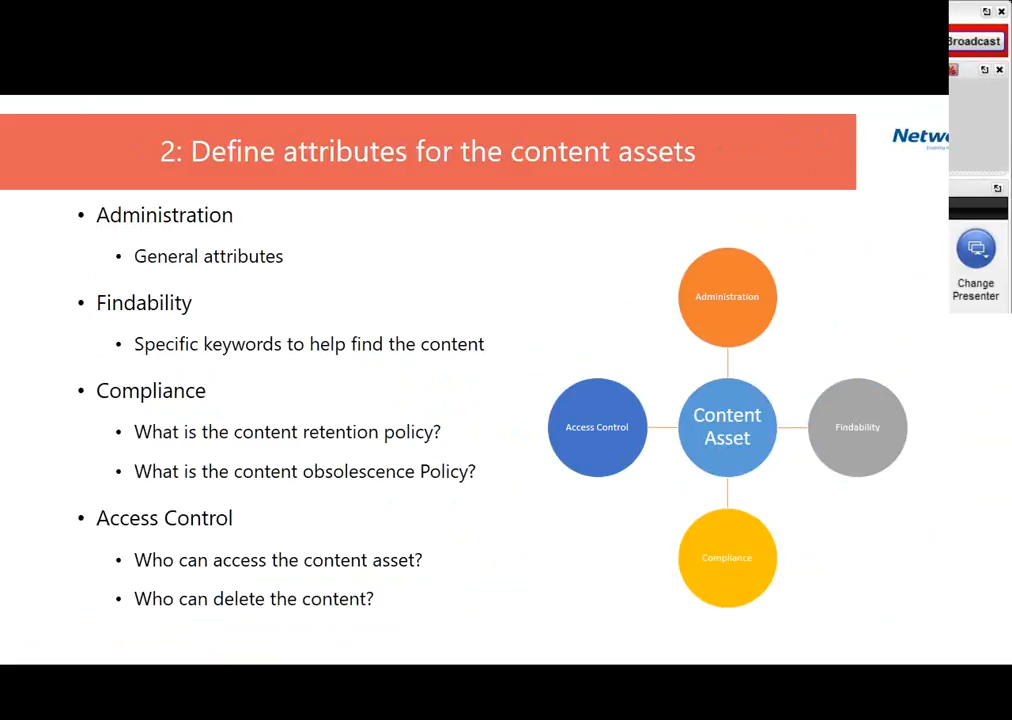 Broadcast
2: Define attributes for the content assets
• Administration
• General attributes
• Findability
• Specific keywords to help find the content
• Compliance
• What is the content retention policy?
• What is the content obsolescence Policy?
• Access Control
• Who can access the content asset?
• Who can delete the content?
Administration
Access Control
Content
Asset
Findability
Compliance
Change
Presenter